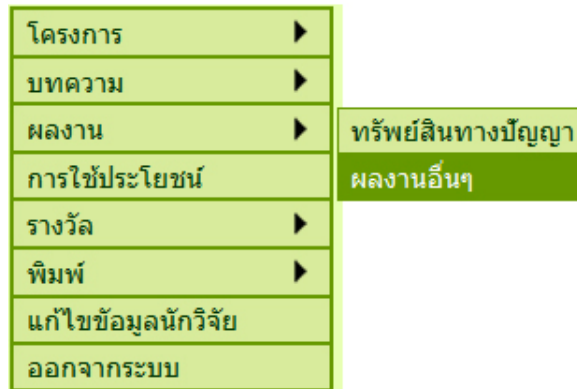 โครงการ
บทความ
ผลงาน
ทรัพย์สินทางปัญญา
ผลงานอื่นๆ
การใช้ประโยชน์
รางวัล
พิมพ์
แก้ไขข้อมูลนักวิจัย
ออกจากระบบ